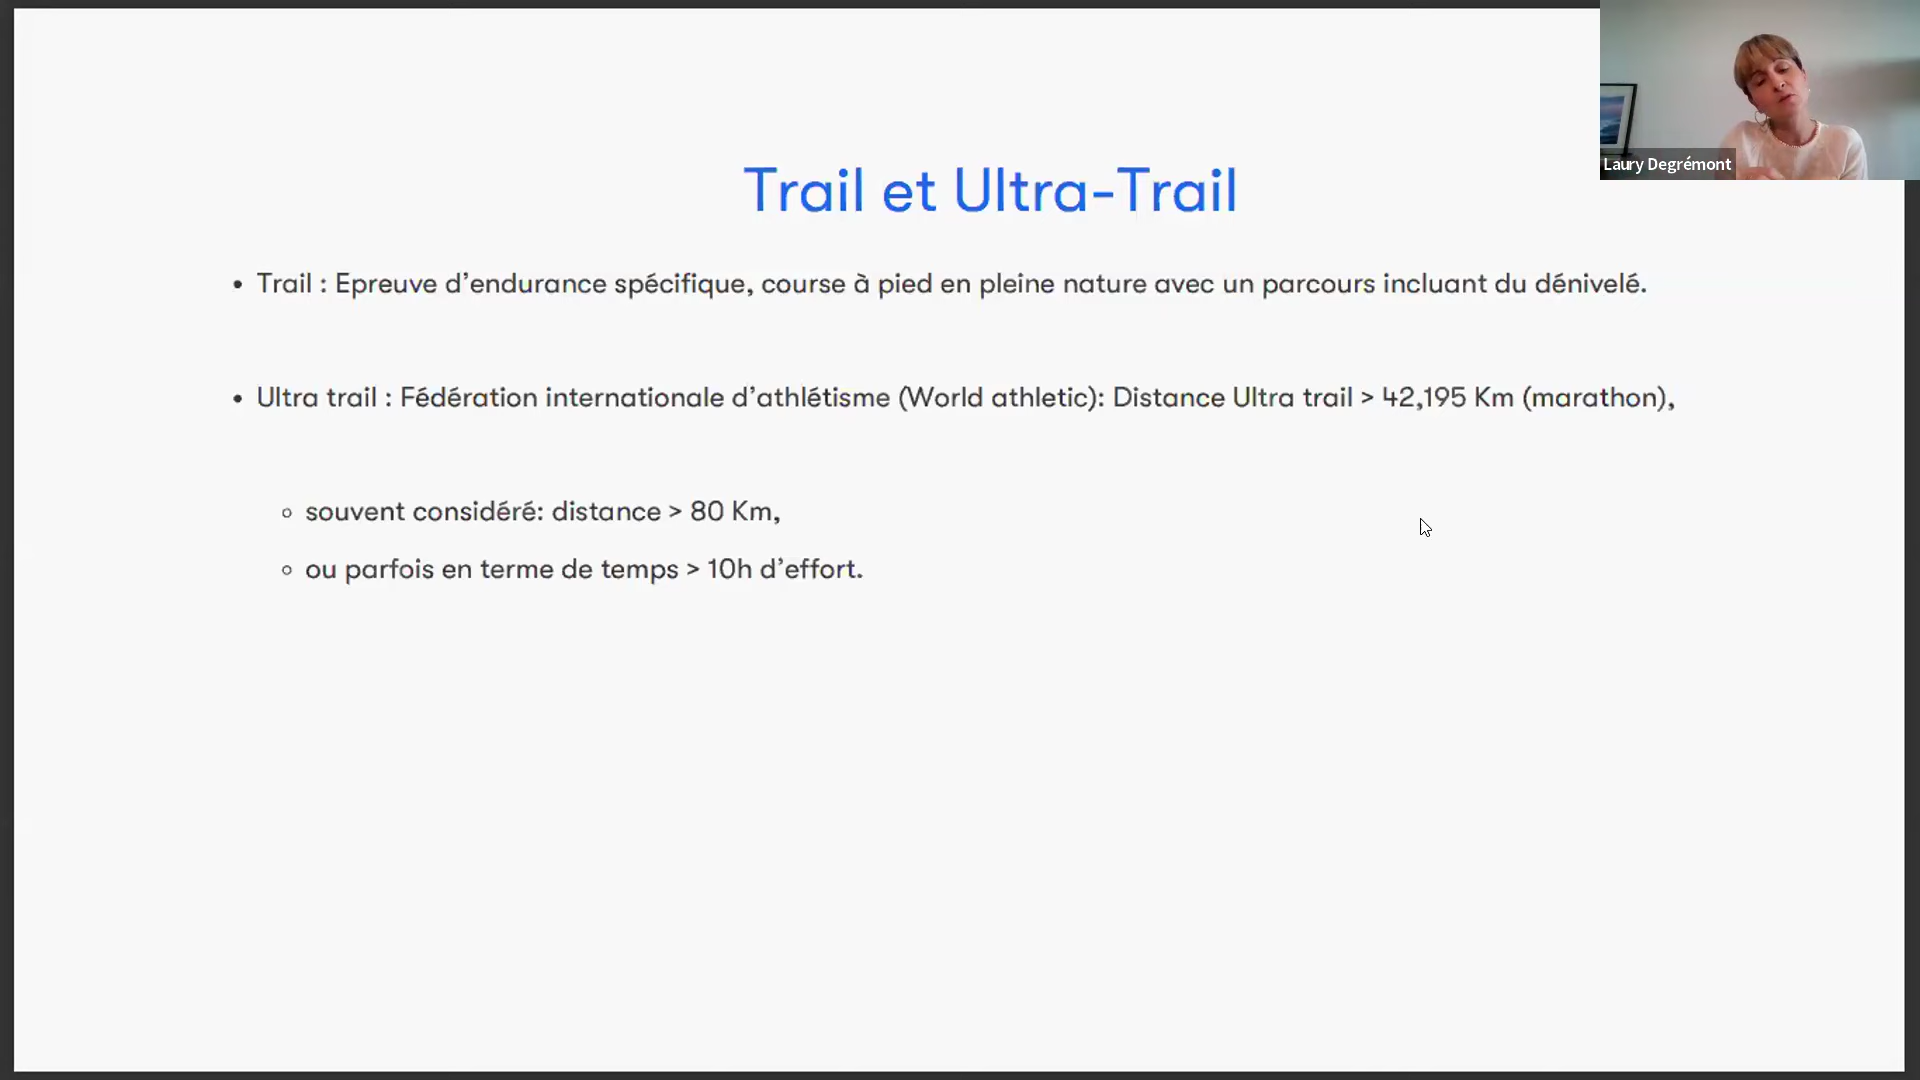 Laury Degrémont
Trail et Ultra-Trail
• Trail : Epreuve d’endurance spécifique, course à pied en pleine nature avec un parcours incluant du dénivelé.
• Ultra trail : Fédération internationale d’athlétisme (World athletic): Distance Ultra trail > 42,195 Km (marathon),
◦ souvent considéré: distance > 80 Km,
◦ ou parfois en terme de temps > 10h d’effort.